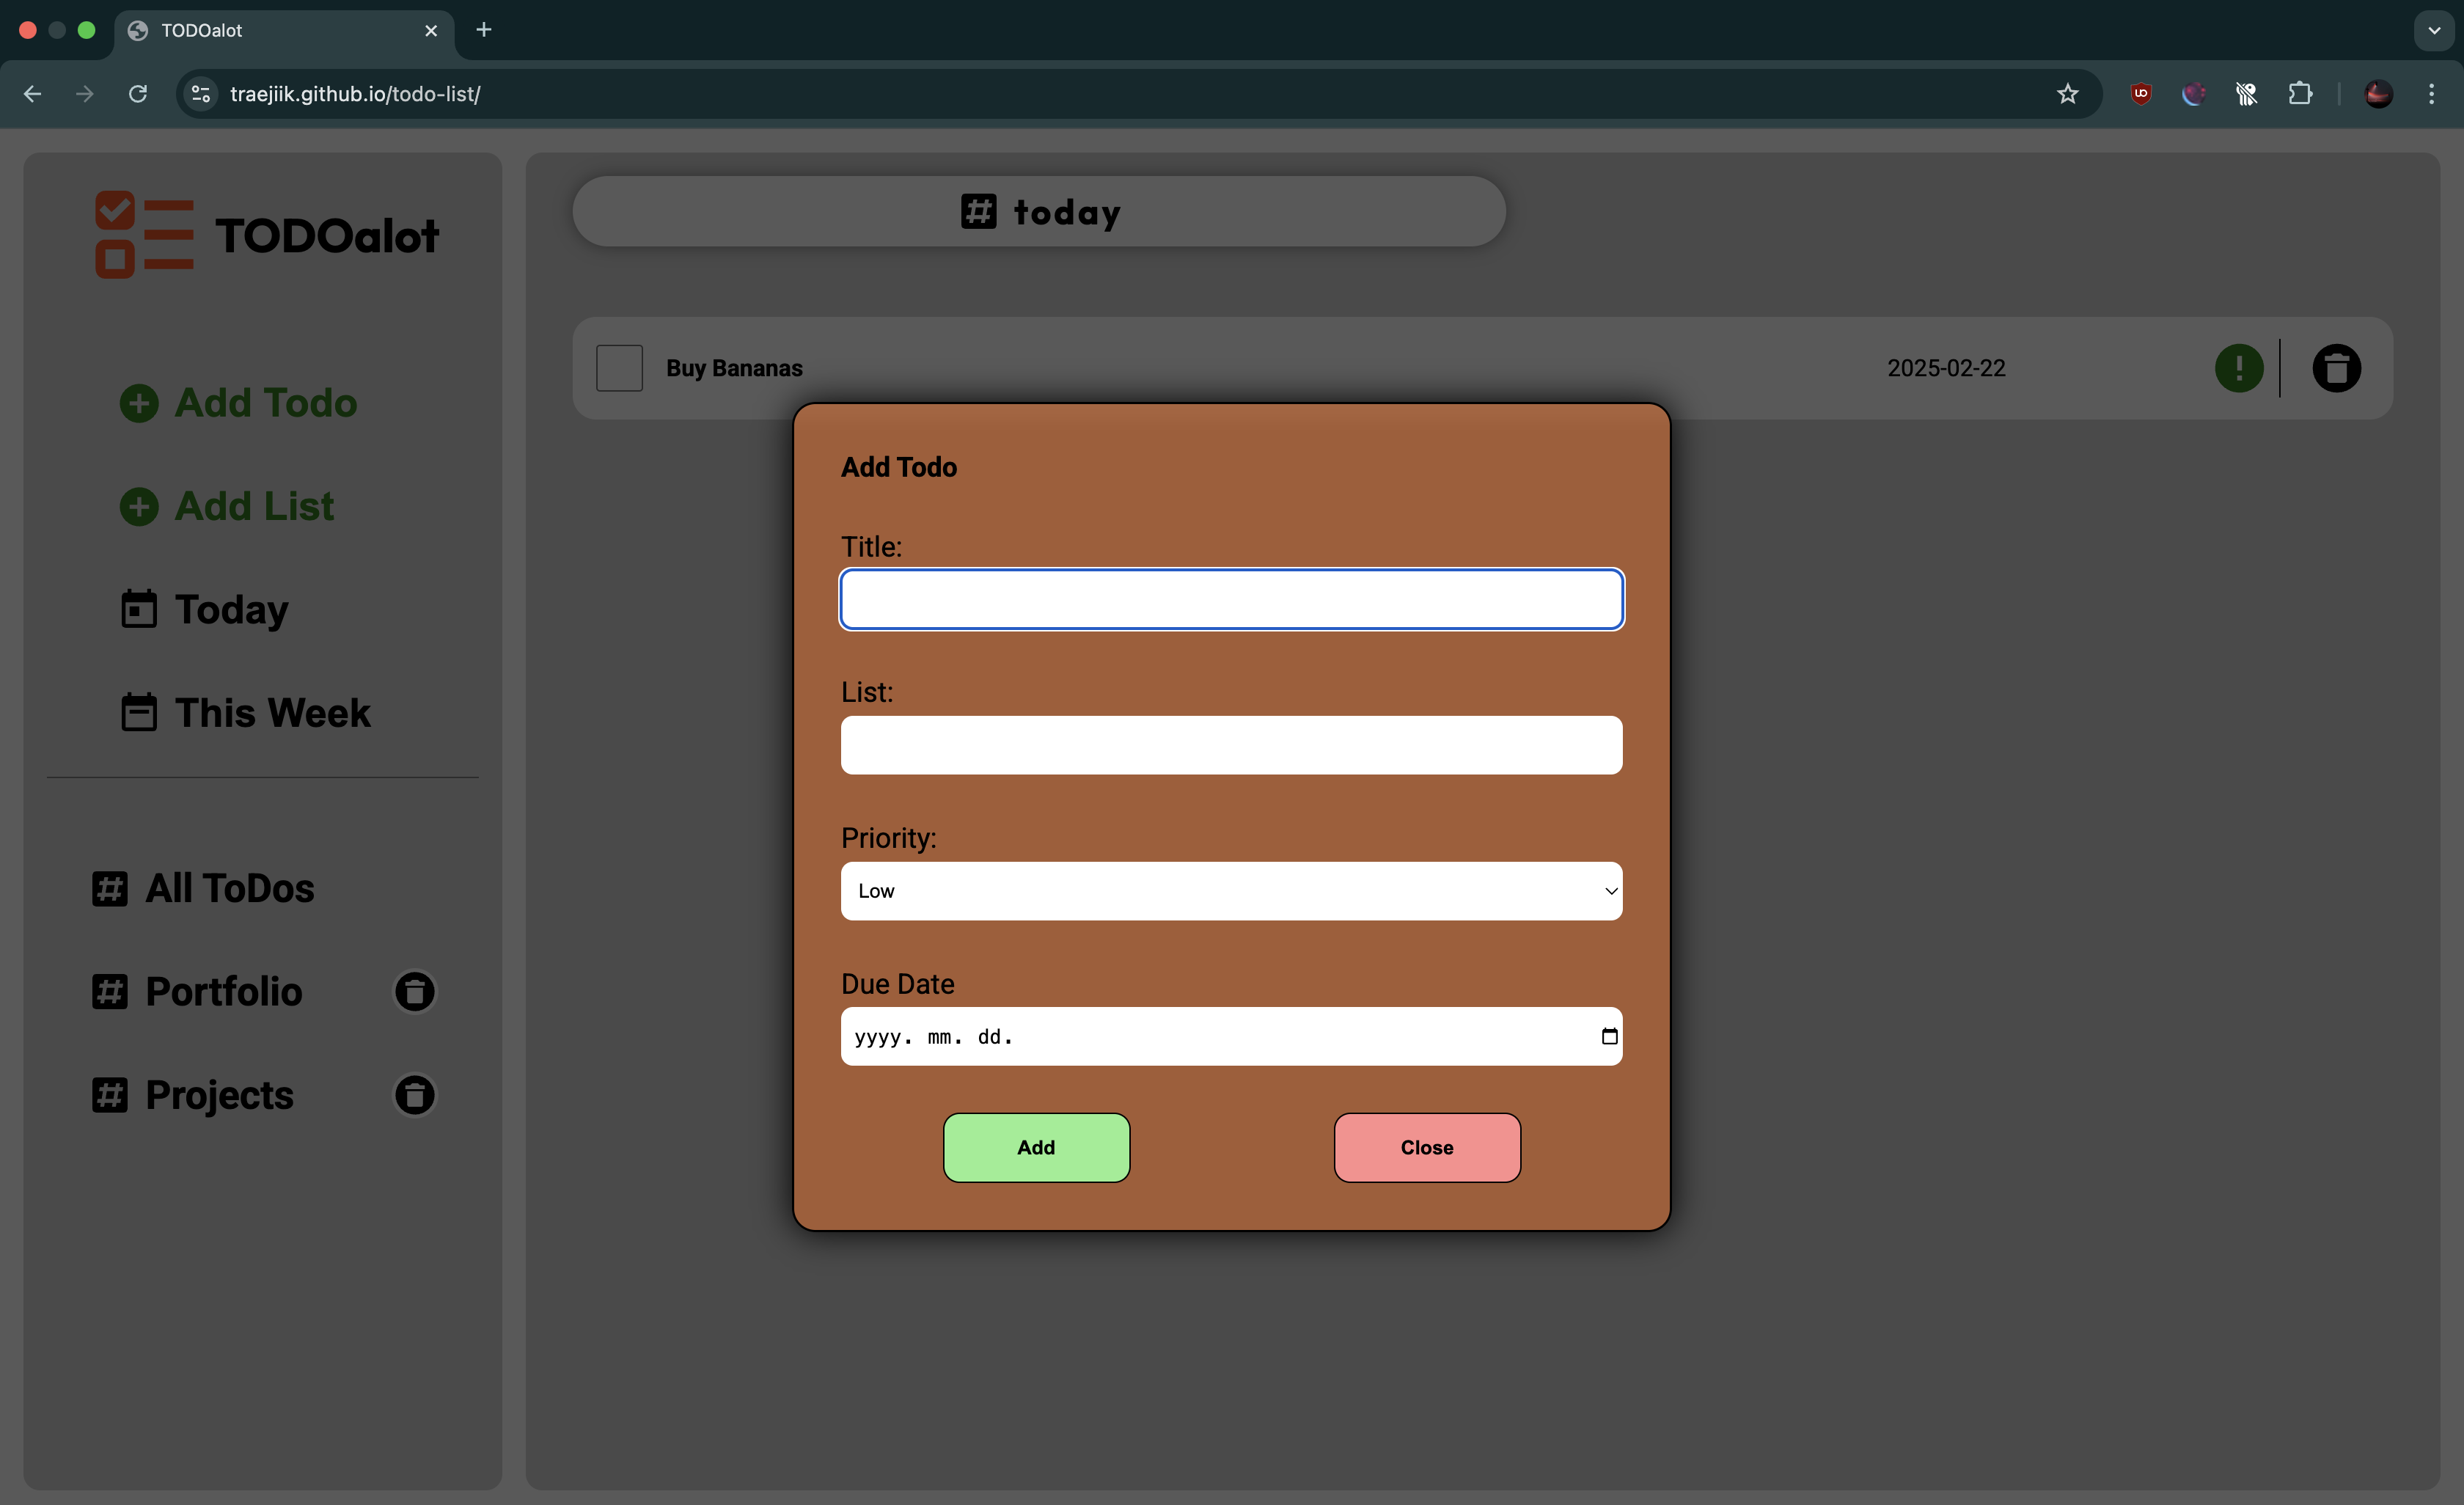 TODOalot
traejiik.github.io/todo-list/
TODOalot
Add Todo
Add List
Today
This Week
All ToDos
Portfolio
Projects
# today
Buy Bananas
2025-02-22
!
Add Todo
Title:
List:
Priority:
Low
Due Date
yyyy. mm. dd.
Add
Close